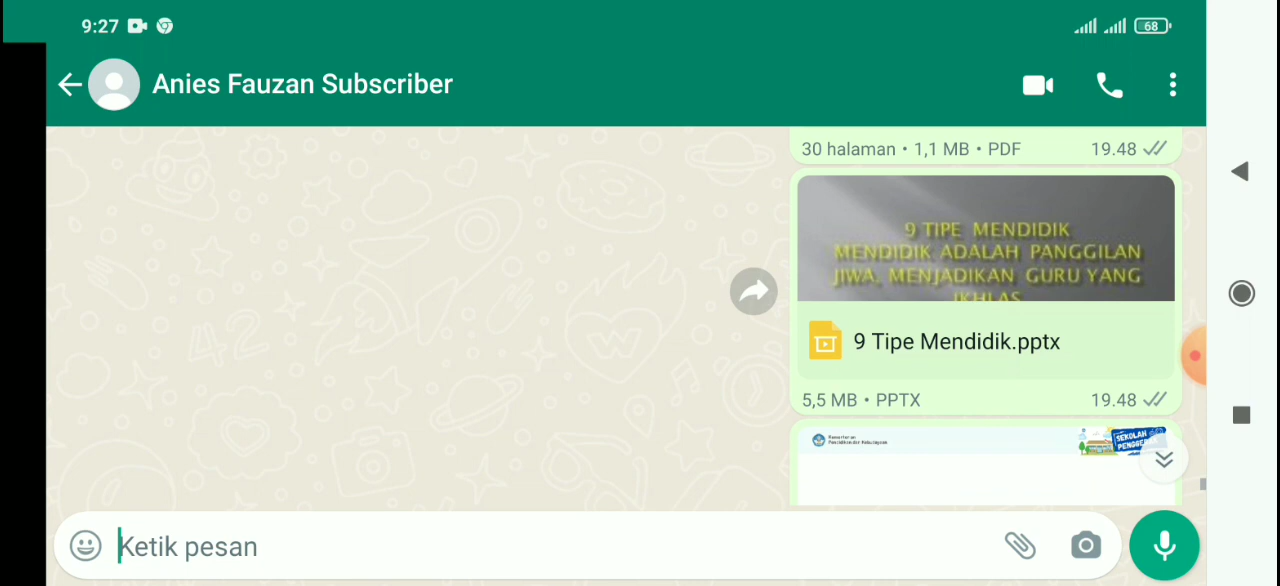 9:27
68
Anies Fauzan Subscriber
30 halaman • 1,1 MB • PDF 19.48
9 TIPE MENDIDIK
MENDIDIK ADALAH PANGGILAN
JIWA, MENJADIKAN GURU YANG
IKHLAS
9 Tipe Mendidik.pptx
5,5 MB • PPTX 19.48
SEKOLAH
PENGGERAK
Ketik pesan